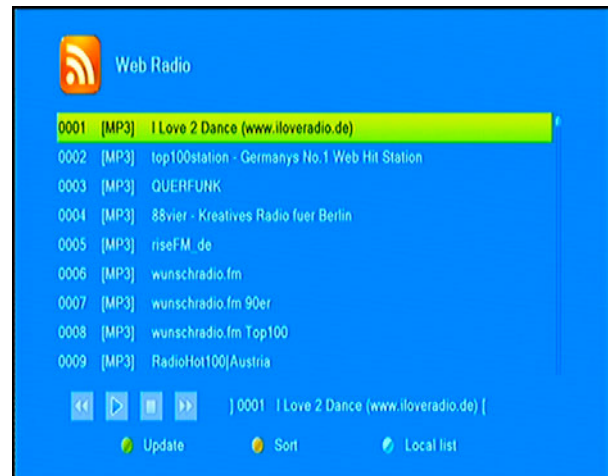 Web Radio
0001 [MP3] I Love 2 Dance (www.iloveradio.de)
0002 [MP3] top100station - Germanys No.1 Web Hit Station
0003 [MP3] QUERFUNK
0004 [MP3] 88vier - Kreatives Radio fuer Berlin
0005 [MP3] riseFM_de
0006 [MP3] wunschradio.fm
0007 [MP3] wunschradio.fm 90er
0008 [MP3] wunschradio.fm Top100
0009 [MP3] RadioHot100|Austria
] 0001 I Love 2 Dance (www.iloveradio.de) [
Update Sort Local list